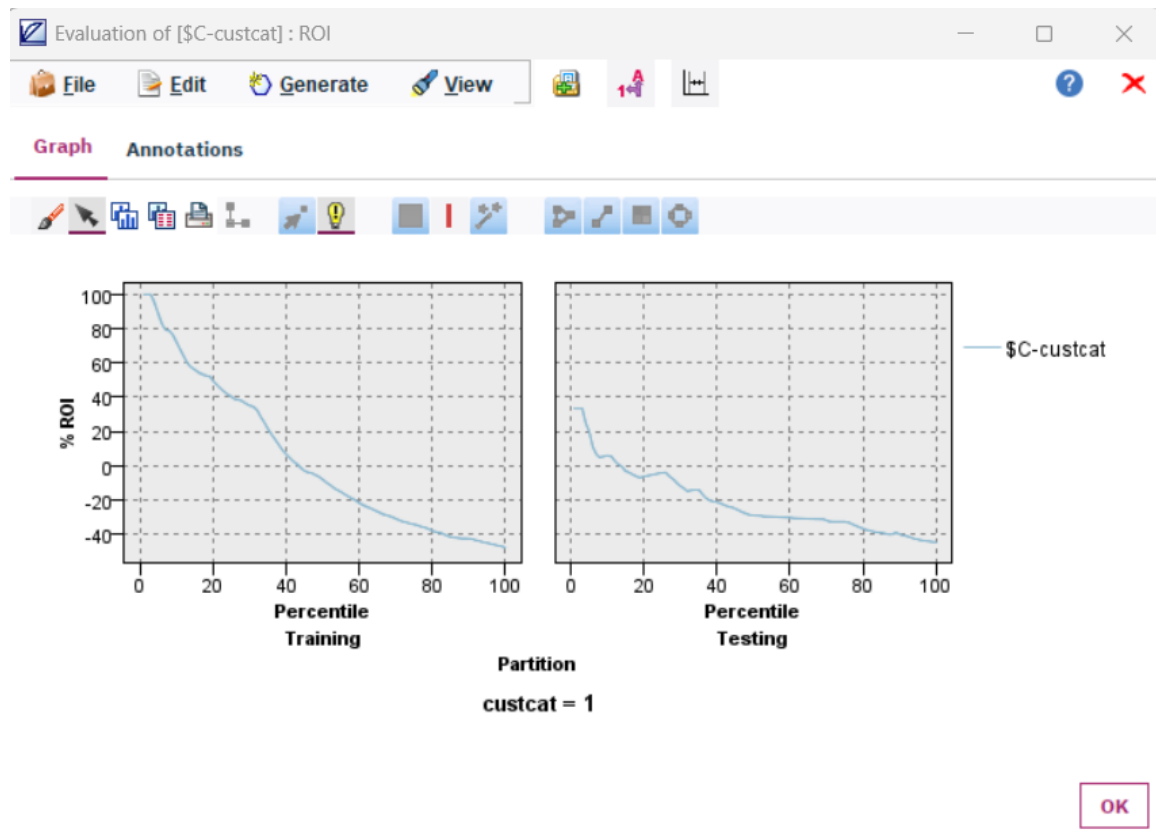 Evaluation of [$C-custcat] : ROI
File Edit Generate View
Graph Annotations
100
80
60
40
20
0
-20
-40
% ROI
0 20 40 60 80 100
0 20 40 60 80 100
Percentile
Training
Percentile
Testing
Partition
custcat = 1
$C-custcat
OK